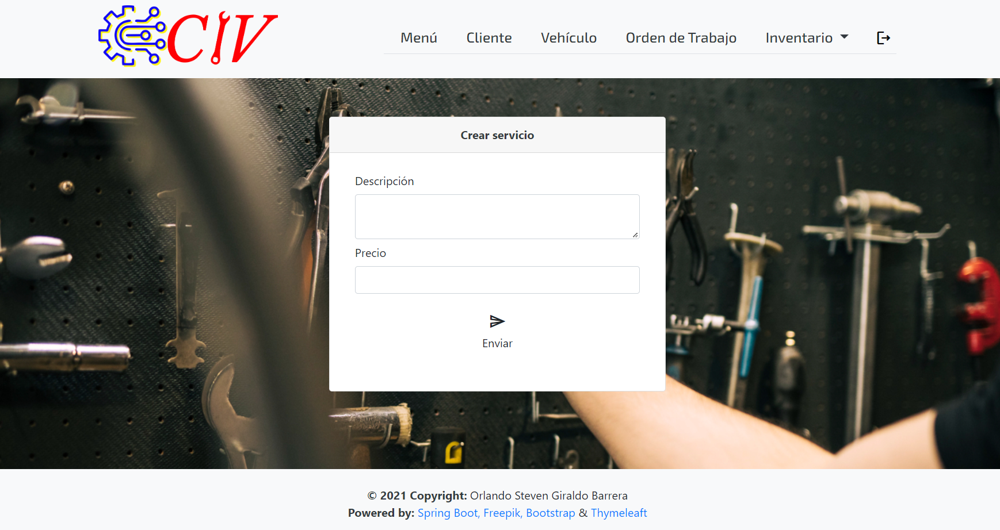 CIV
Menú Cliente Vehículo Orden de Trabajo Inventario
Crear servicio
Descripción
Precio
Enviar
© 2021 Copyright: Orlando Steven Giraldo Barrera
Powered by: Spring Boot, Freepik, Bootstrap & Thymeleaft